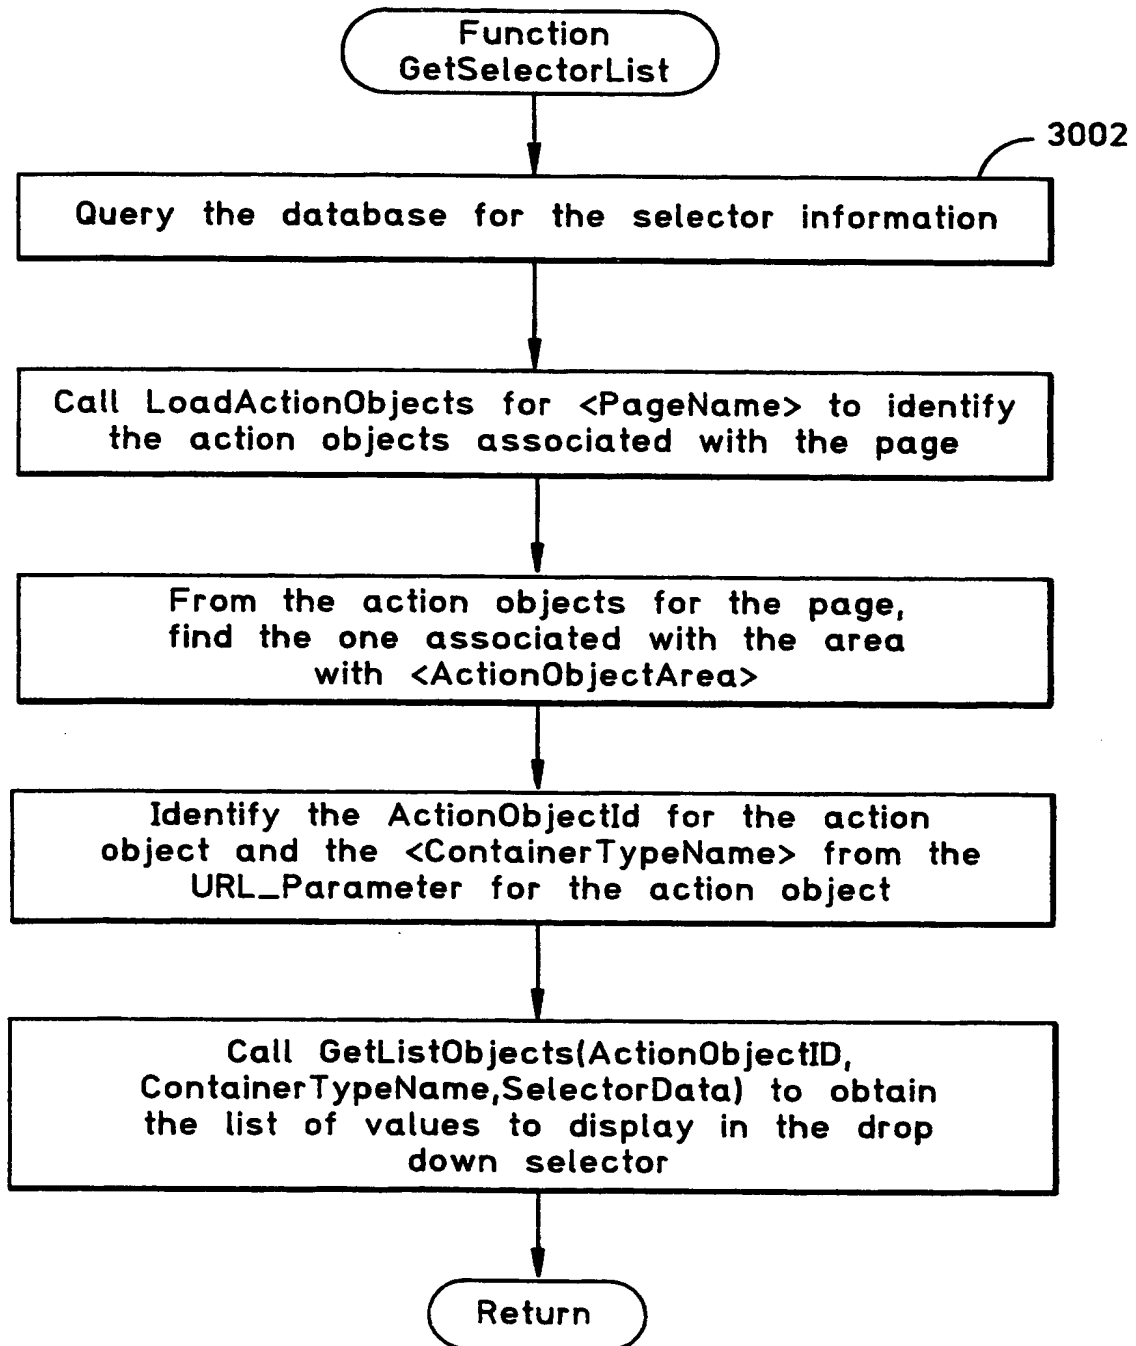 Function
GetSelectorList
3002
Query the database for the selector information
Call LoadActionObjects for <PageName> to identify
the action objects associated with the page
From the action objects for the page,
find the one associated with the area
with <ActionObjectArea>
Identify the ActionObjectId for the action
object and the <ContainerTypeName> from the
URL_Parameter for the action object
Call GetListObjects(ActionObjectID,
ContainerTypeName,SelectorData) to obtain
the list of values to display in the drop
down selector
Return